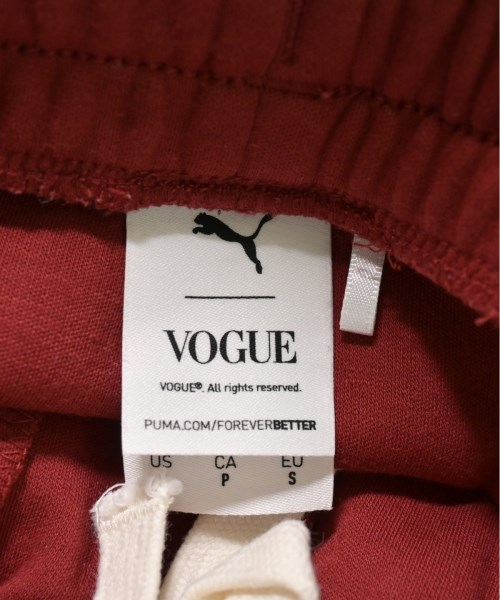 VOGUE
VOGUE®. All rights reserved.
PUMA.COM/FOREVERBETTER
US CA EU
P S